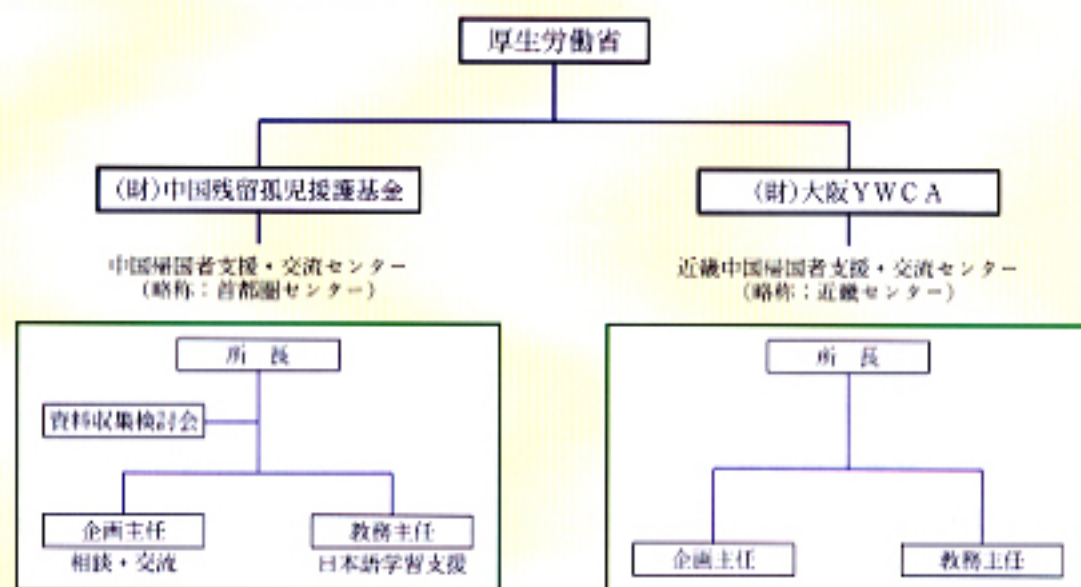 厚生労働省
(財)中国残留孤児援護基金
(財)大阪YWCA
中国帰国者支援・交流センター
(略称：首都圏センター)
近畿中国帰国者支援・交流センター
(略称：近畿センター)
所 長
資料収集検討会
企画主任
相談・交流
教務主任
日本語学習支援
所 長
企画主任
教務主任